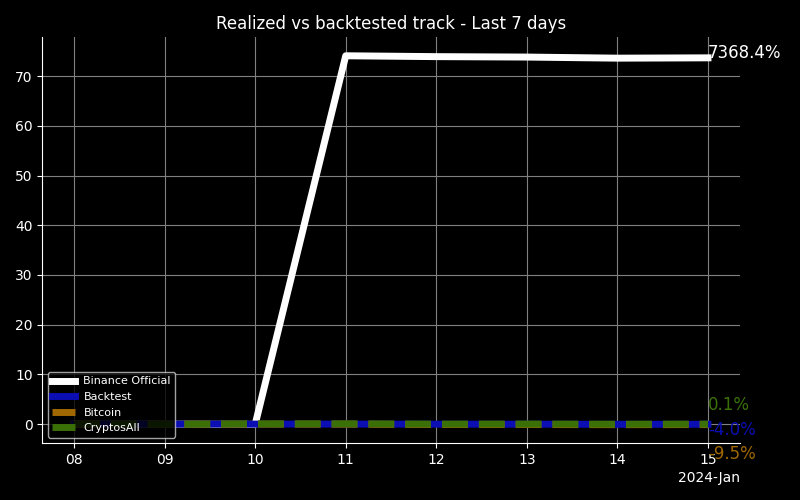 Realized vs backtested track - Last 7 days
7368.4%
70
60
50
40
30
20
10
0
Binance Official
Backtest
Bitcoin
CryptosAll
0.1%
-4.0%
-9.5%
08 09 10 11 12 13 14 15
2024-Jan